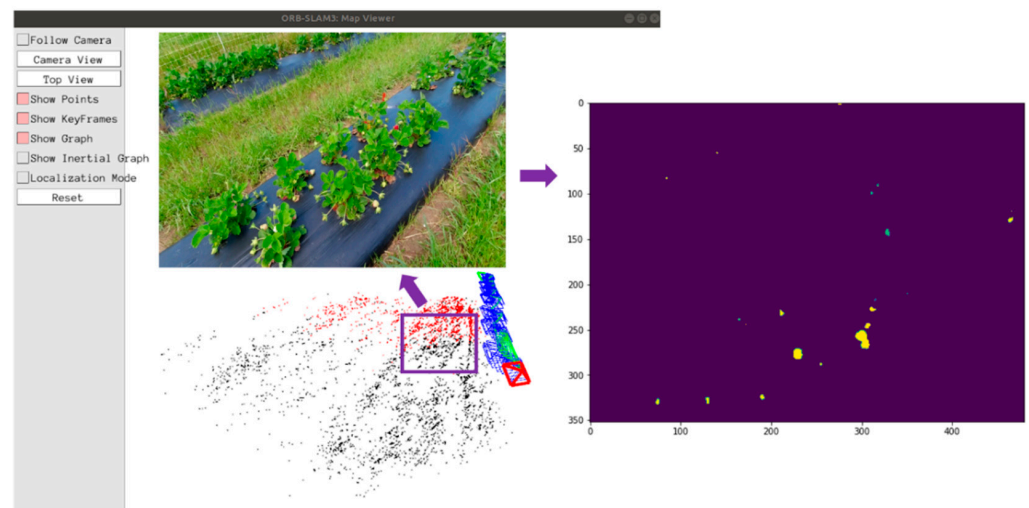 ORB-SLAM3: Map Viewer
Follow Camera
Camera View
Top View
Show Points
Show KeyFrames
Show Graph
Show Inertial Graph
Localization Mode
Reset
0
50
100
150
200
250
300
350
0 100 200 300 400